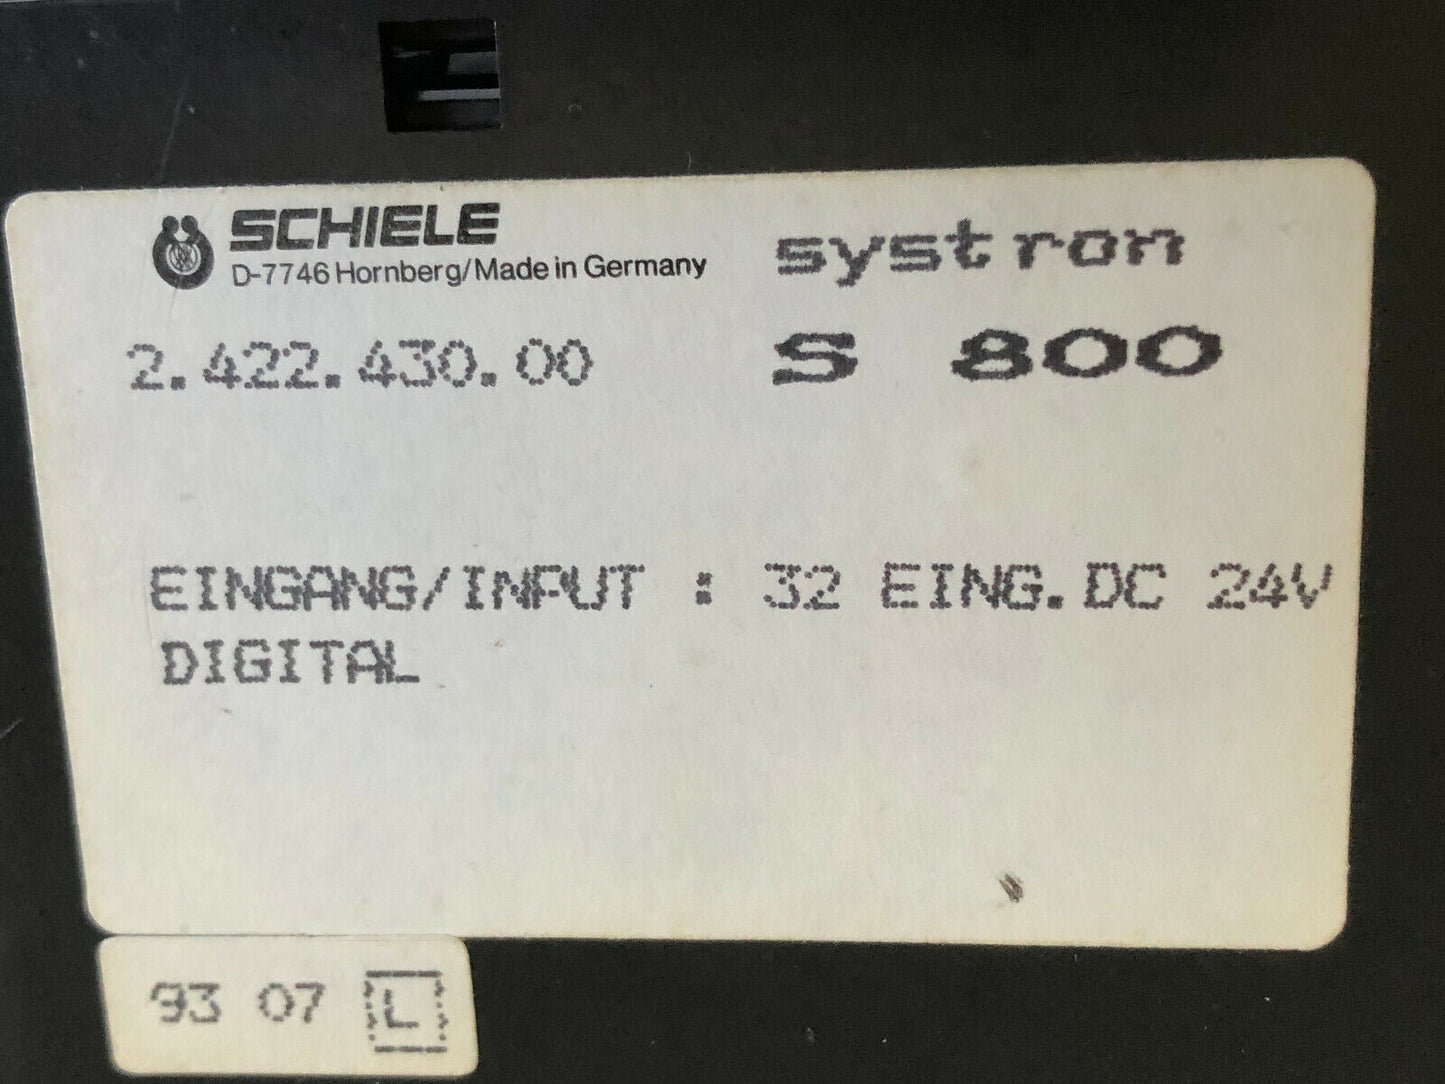 SCHIELE
D-7746 Hornberg/Made in Germany
systron
2.422.430.00
S 800
EINGANG/INPUT : 32 EING.DC 24V
DIGITAL
93 07 L